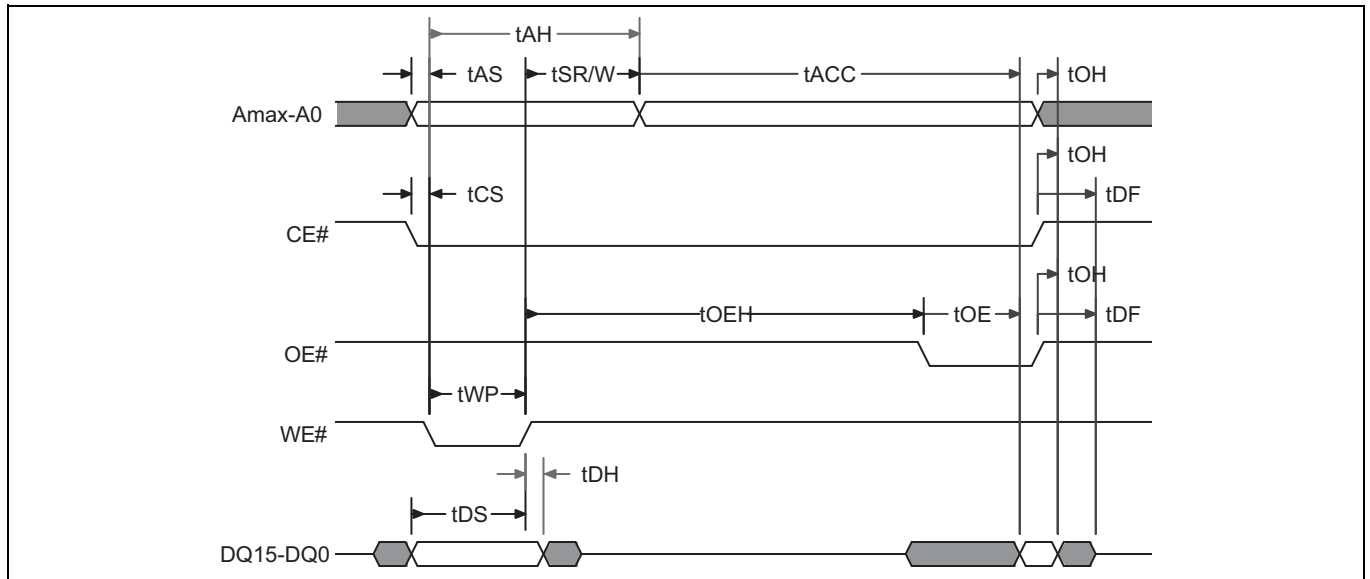 tAH
tAS tSR/W tACC tOH
Amax-A0
tOH
tCS tDF
CE#
tOH
tOEH tOE tDF
OE#
tWP
WE#
tDH
tDS
DQ15-DQ0